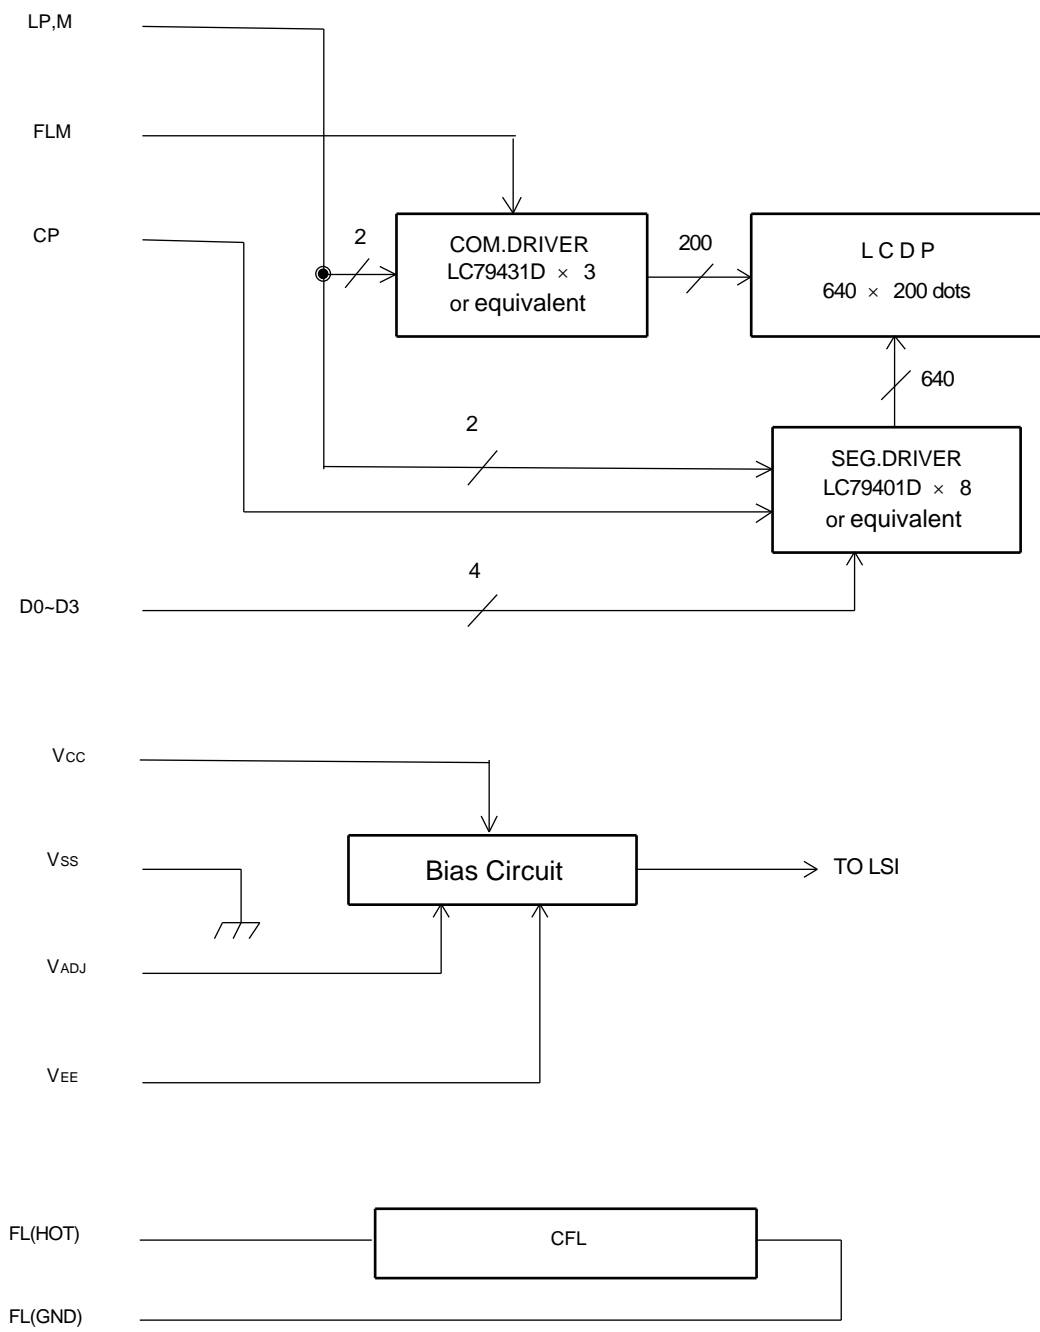 LP,M
FLM
CP
2
COM.DRIVER
LC79431D × 3
or equivalent
200
L C D P
640 × 200 dots
640
2
SEG.DRIVER
LC79401D × 8
or equivalent
4
D0~D3
VCC
VSS
Bias Circuit
TO LSI
VADJ
VEE
FL(HOT)
CFL
FL(GND)